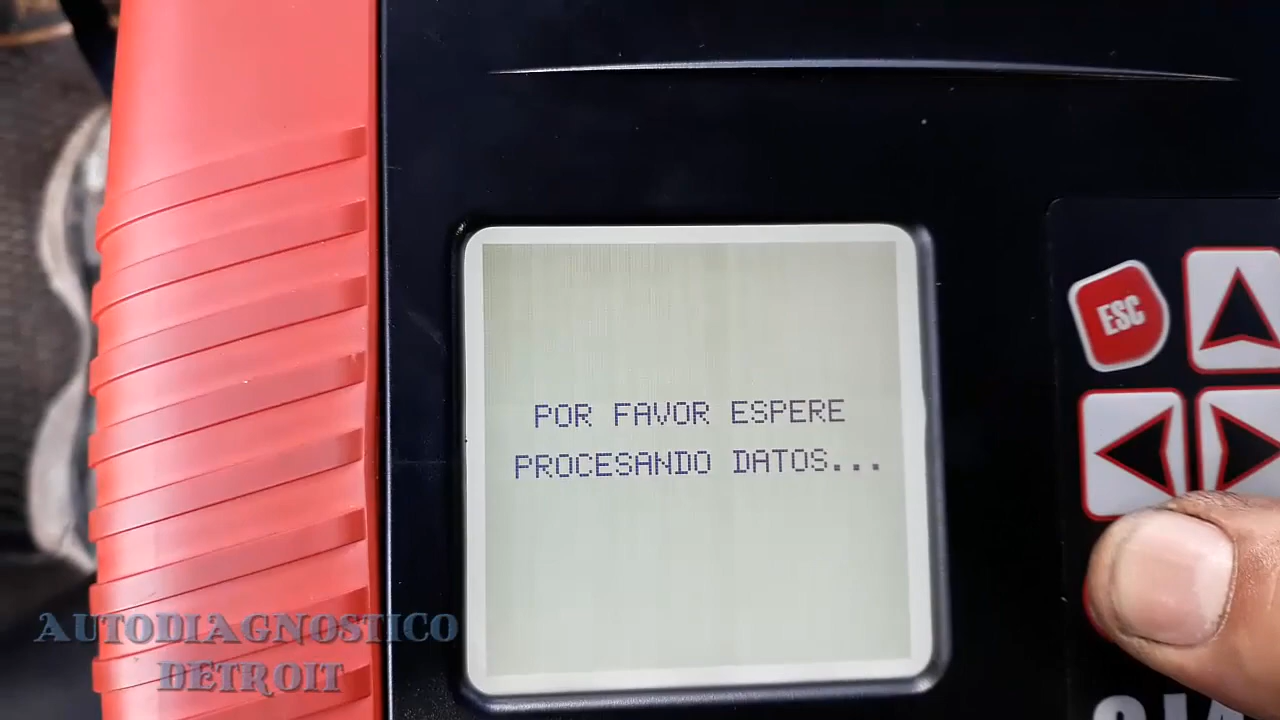 POR FAVOR ESPERE
PROCESANDO DATOS...
ESC
AUTODIAGNOSTICO
DETROIT